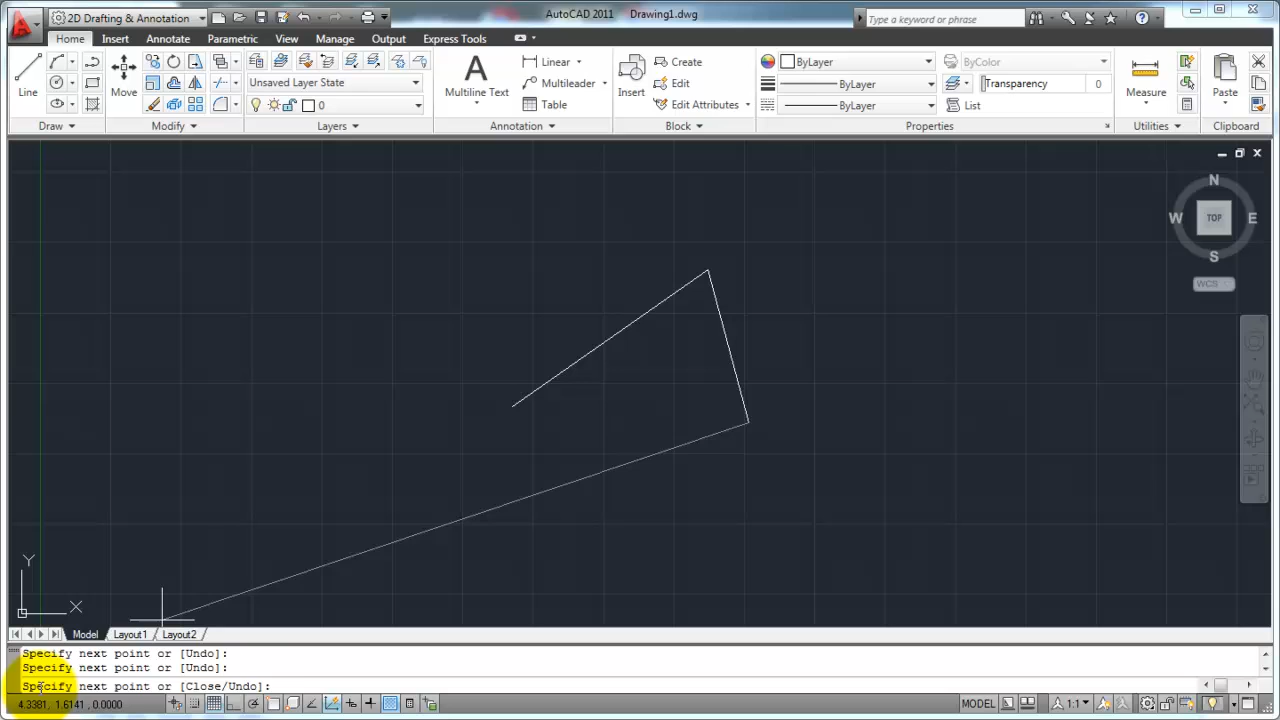 2D Drafting & Annotation
AutoCAD 2011 Drawing1.dwg
Type a keyword or phrase
Home Insert Annotate Parametric View Manage Output Express Tools
Line
Move
Unsaved Layer State
0
A
Multiline Text
Linear
Multileader
Table
Insert
Create
Edit
Edit Attributes
ByLayer
ByLayer
ByLayer
ByColor
Transparency 0
List
Measure
Paste
Draw Modify Layers Annotation Block Properties Utilities Clipboard
N
W TOP E
S
WCS
Y
X
Model Layout1 Layout2
Specify next point or [Undo]:
Specify next point or [Undo]:
Specify next point or [Close/Undo]:
4.3381, 1.6141 , 0.0000
MODEL
1:1